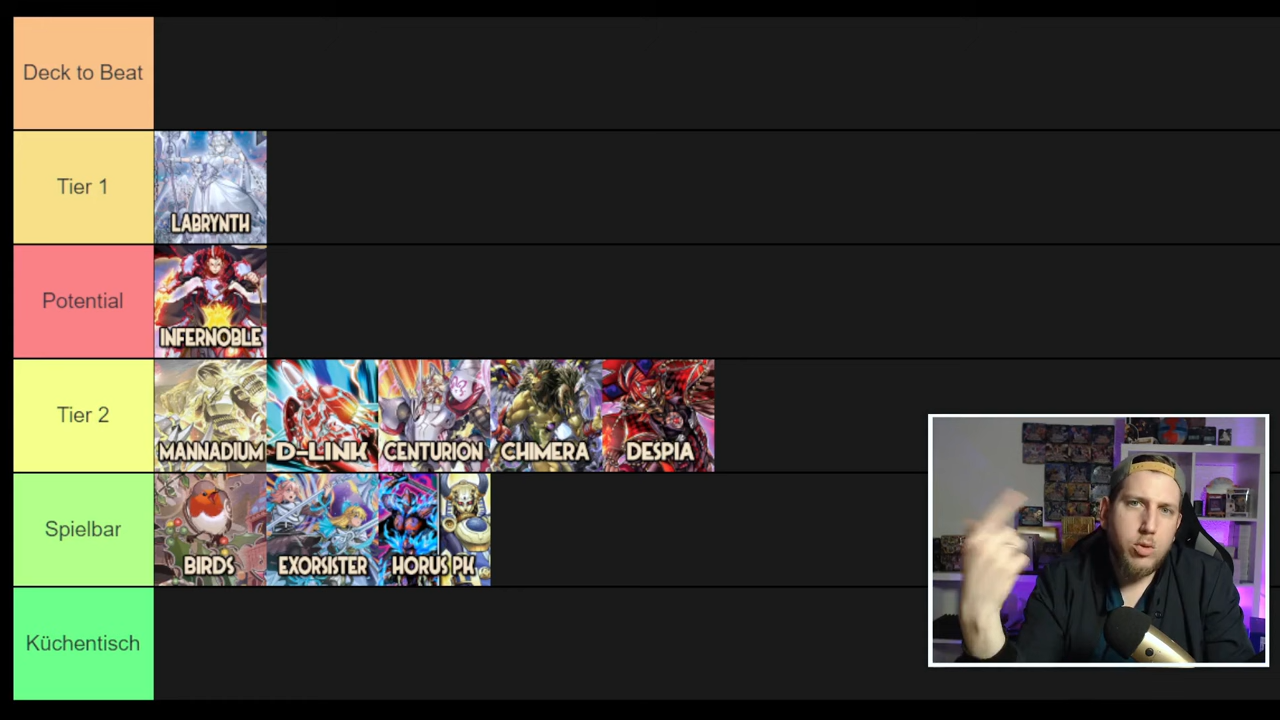 Deck to Beat
Tier 1
LABRYNTH
Potential
INFERNOBLE
Tier 2
MANNADIUM
D-LINK
CENTURION
CHIMERA
DESPIA
Spielbar
BIRDS
EXORSISTER
HORUS PK
Küchentisch